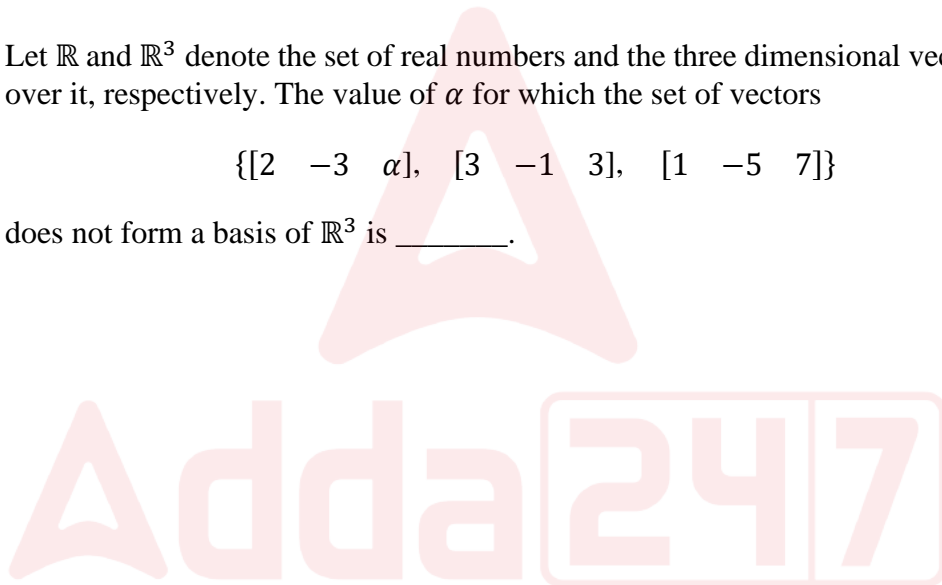 Let ℝ and ℝ³ denote the set of real numbers and the three dimensional
over it, respectively. The value of α for which the set of vectors
{[2 −3 α], [3 −1 3], [1 −5 7]}
does not form a basis of ℝ³ is _______.
Adda247